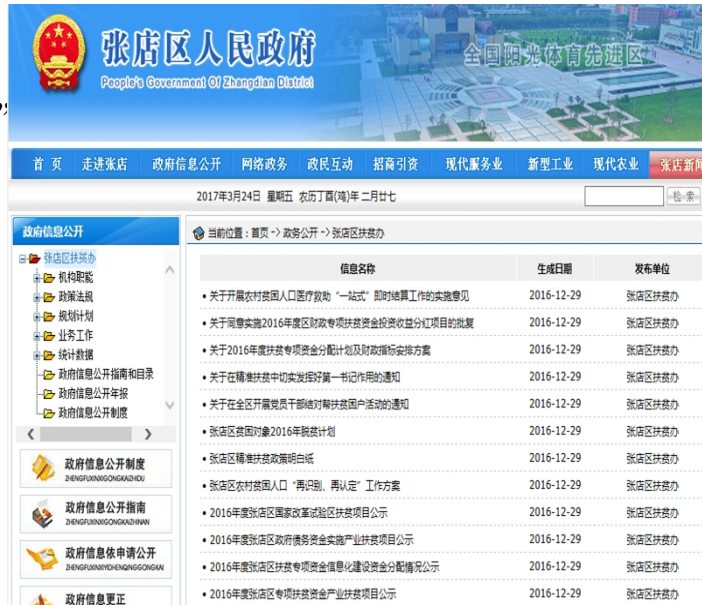 ”
张店区人民政府
People's Government Of Zhangdian District
全国阳光体育先进区
首 页 走进张店 政府信息公开 网络政务 政民互动 招商引资 现代服务业 新型工业 现代农业 张店新闻
2017年3月24日 星期五 农历丁酉(鸡)年 二月廿七
检 索
政府信息公开
当前位置：首页 -> 政务公开 -> 张店区扶贫办
张店区扶贫办
机构职能
政策法规
规划计划
业务工作
统计数据
政府信息公开指南和目录
政府信息公开年报
政府信息公开制度
信息名称 生成日期 发布单位
• 关于开展农村贫困人口医疗救助“一站式”即时结算工作的实施意见 2016-12-29 张店区扶贫办
• 关于同意实施2016年度区财政专项扶贫资金投资收益分红项目的批复 2016-12-29 张店区扶贫办
• 关于2016年度扶贫专项资金分配计划及财政指标安排方案 2016-12-29 张店区扶贫办
• 关于在精准扶贫中切实发挥好第一书记作用的通知 2016-12-29 张店区扶贫办
• 关于在全区开展党员干部结对帮扶贫困户活动的通知 2016-12-29 张店区扶贫办
• 张店区贫困对象2016年脱贫计划 2016-12-29 张店区扶贫办
• 张店区精准扶贫政策明白纸 2016-12-29 张店区扶贫办
• 张店区农村贫困人口“再识别、再认定”工作方案 2016-12-29 张店区扶贫办
• 2016年度张店区国家改革试验区扶贫项目公示 2016-12-29 张店区扶贫办
• 2016年度张店区政府债务资金实施产业扶贫项目公示 2016-12-29 张店区扶贫办
• 2016年度张店区扶贫专项资金信息化建设资金分配情况公示 2016-12-29 张店区扶贫办
• 2016年度张店区专项扶贫资金产业扶贫项目公示 2016-12-29 张店区扶贫办
政府信息公开制度
ZHENGFUXINXIGONGKAIZHIDU
政府信息公开指南
ZHENGFUXINXIGONGKAIZHINAN
政府信息依申请公开
ZHENGFUXINXIYIDHENQINGGONGKAI
政府信息更正